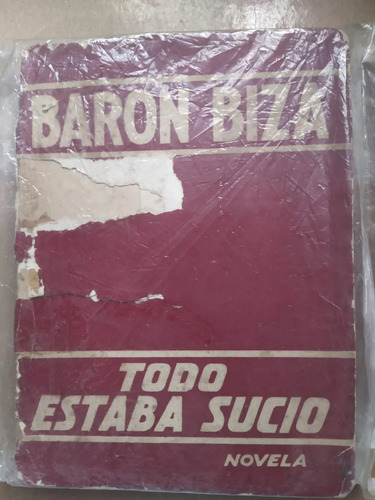 BARON BIZA
TODO
ESTABA SUCIO
NOVELA